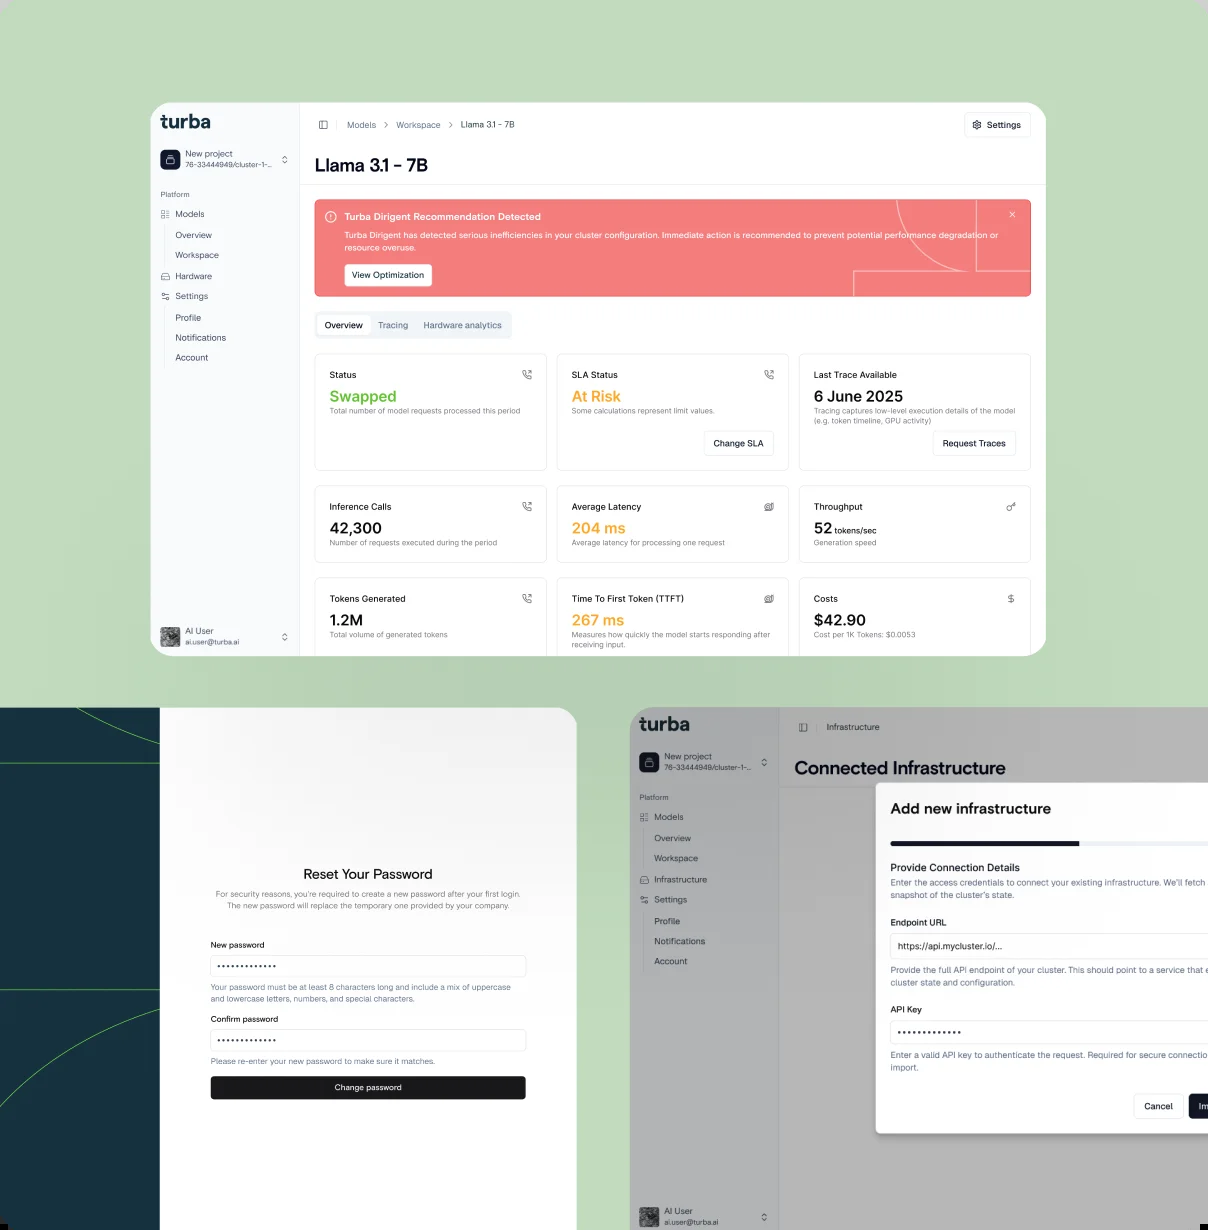 turba
New project
76-33444949/cluster-1-...
Platform
Models
Overview
Workspace
Hardware
Settings
Profile
Notifications
Account
AI User
ai.user@turba.ai
Models > Workspace > Llama 3.1 - 7B
Settings
Llama 3.1 - 7B
Turba Dirigent Recommendation Detected
Turba Dirigent has detected serious inefficiencies in your cluster configuration. Immediate action is recommended to prevent potential performance degradation or
resource overuse.
View Optimization
Overview Tracing Hardware analytics
Status
Swapped
Total number of model requests processed this period
SLA Status
At Risk
Some calculations represent limit values.
Change SLA
Last Trace Available
6 June 2025
Tracing captures low-level execution details of the model
(e.g. token timeline, GPU activity)
Request Traces
Inference Calls
42,300
Number of requests executed during the period
Average Latency
204 ms
Average latency for processing one request
Throughput
52 tokens/sec
Generation speed
Tokens Generated
1.2M
Total volume of generated tokens
Time To First Token (TTFT)
267 ms
Measures how quickly the model starts responding after
receiving input.
Costs
$42.90
Cost per 1K Tokens: $0.0053
Reset Your Password
For security reasons, you're required to create a new password after your first login.
The new password will replace the temporary one provided by your company.
New password
•••••••••••••
Your password must be at least 8 characters long and include a mix of uppercase
and lowercase letters, numbers, and special characters.
Confirm password
•••••••••••••
Please re-enter your new password to make sure it matches.
Change password
turba
New project
76-33444949/cluster-1-...
Platform
Models
Overview
Workspace
Infrastructure
Settings
Profile
Notifications
Account
AI User
ai.user@turba.ai
Infrastructure
Connected Infrastructure
Add new infrastructure
Provide Connection Details
Enter the access credentials to connect your existing infrastructure. We'll fetch
snapshot of the cluster's state.
Endpoint URL
https://api.mycluster.io/...
Provide the full API endpoint of your cluster. This should point to a service that e
cluster state and configuration.
API Key
•••••••••••••
Enter a valid API key to authenticate the request. Required for secure connectio
import.
Cancel
Im